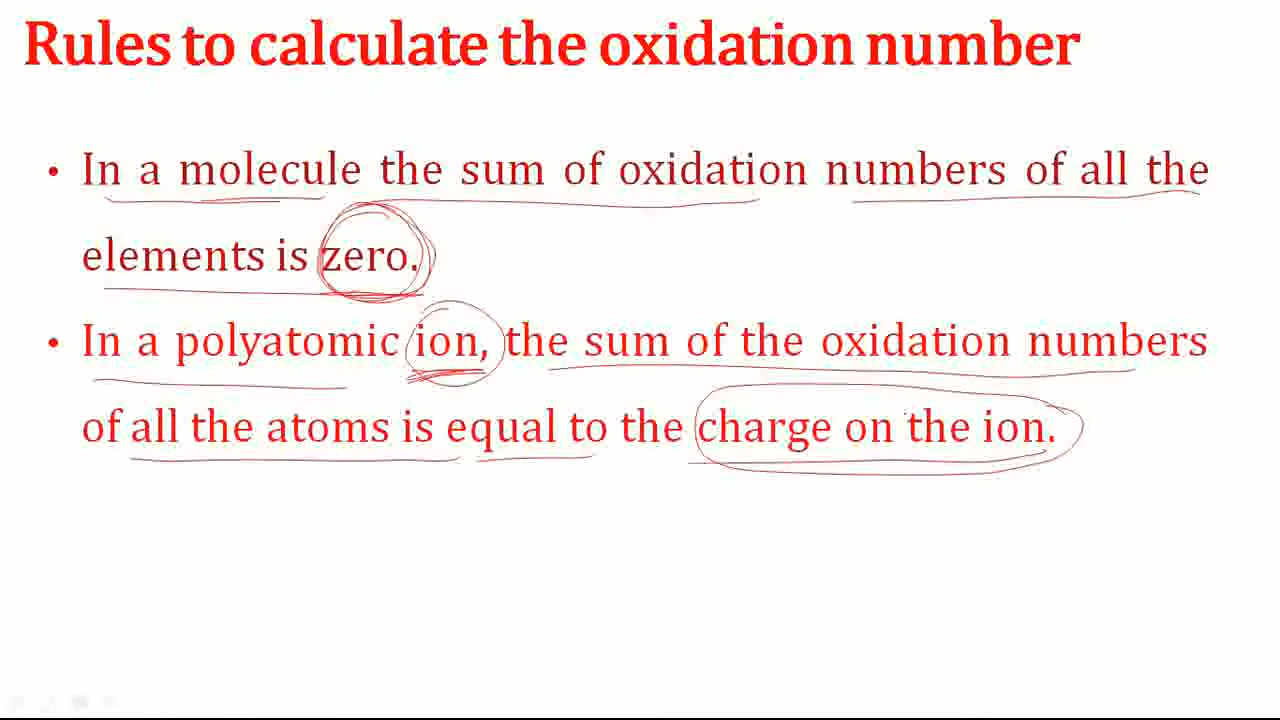 Rules to calculate the oxidation number
• In a molecule the sum of oxidation numbers of all the
elements is zero.
• In a polyatomic ion, the sum of the oxidation numbers
of all the atoms is equal to the charge on the ion.